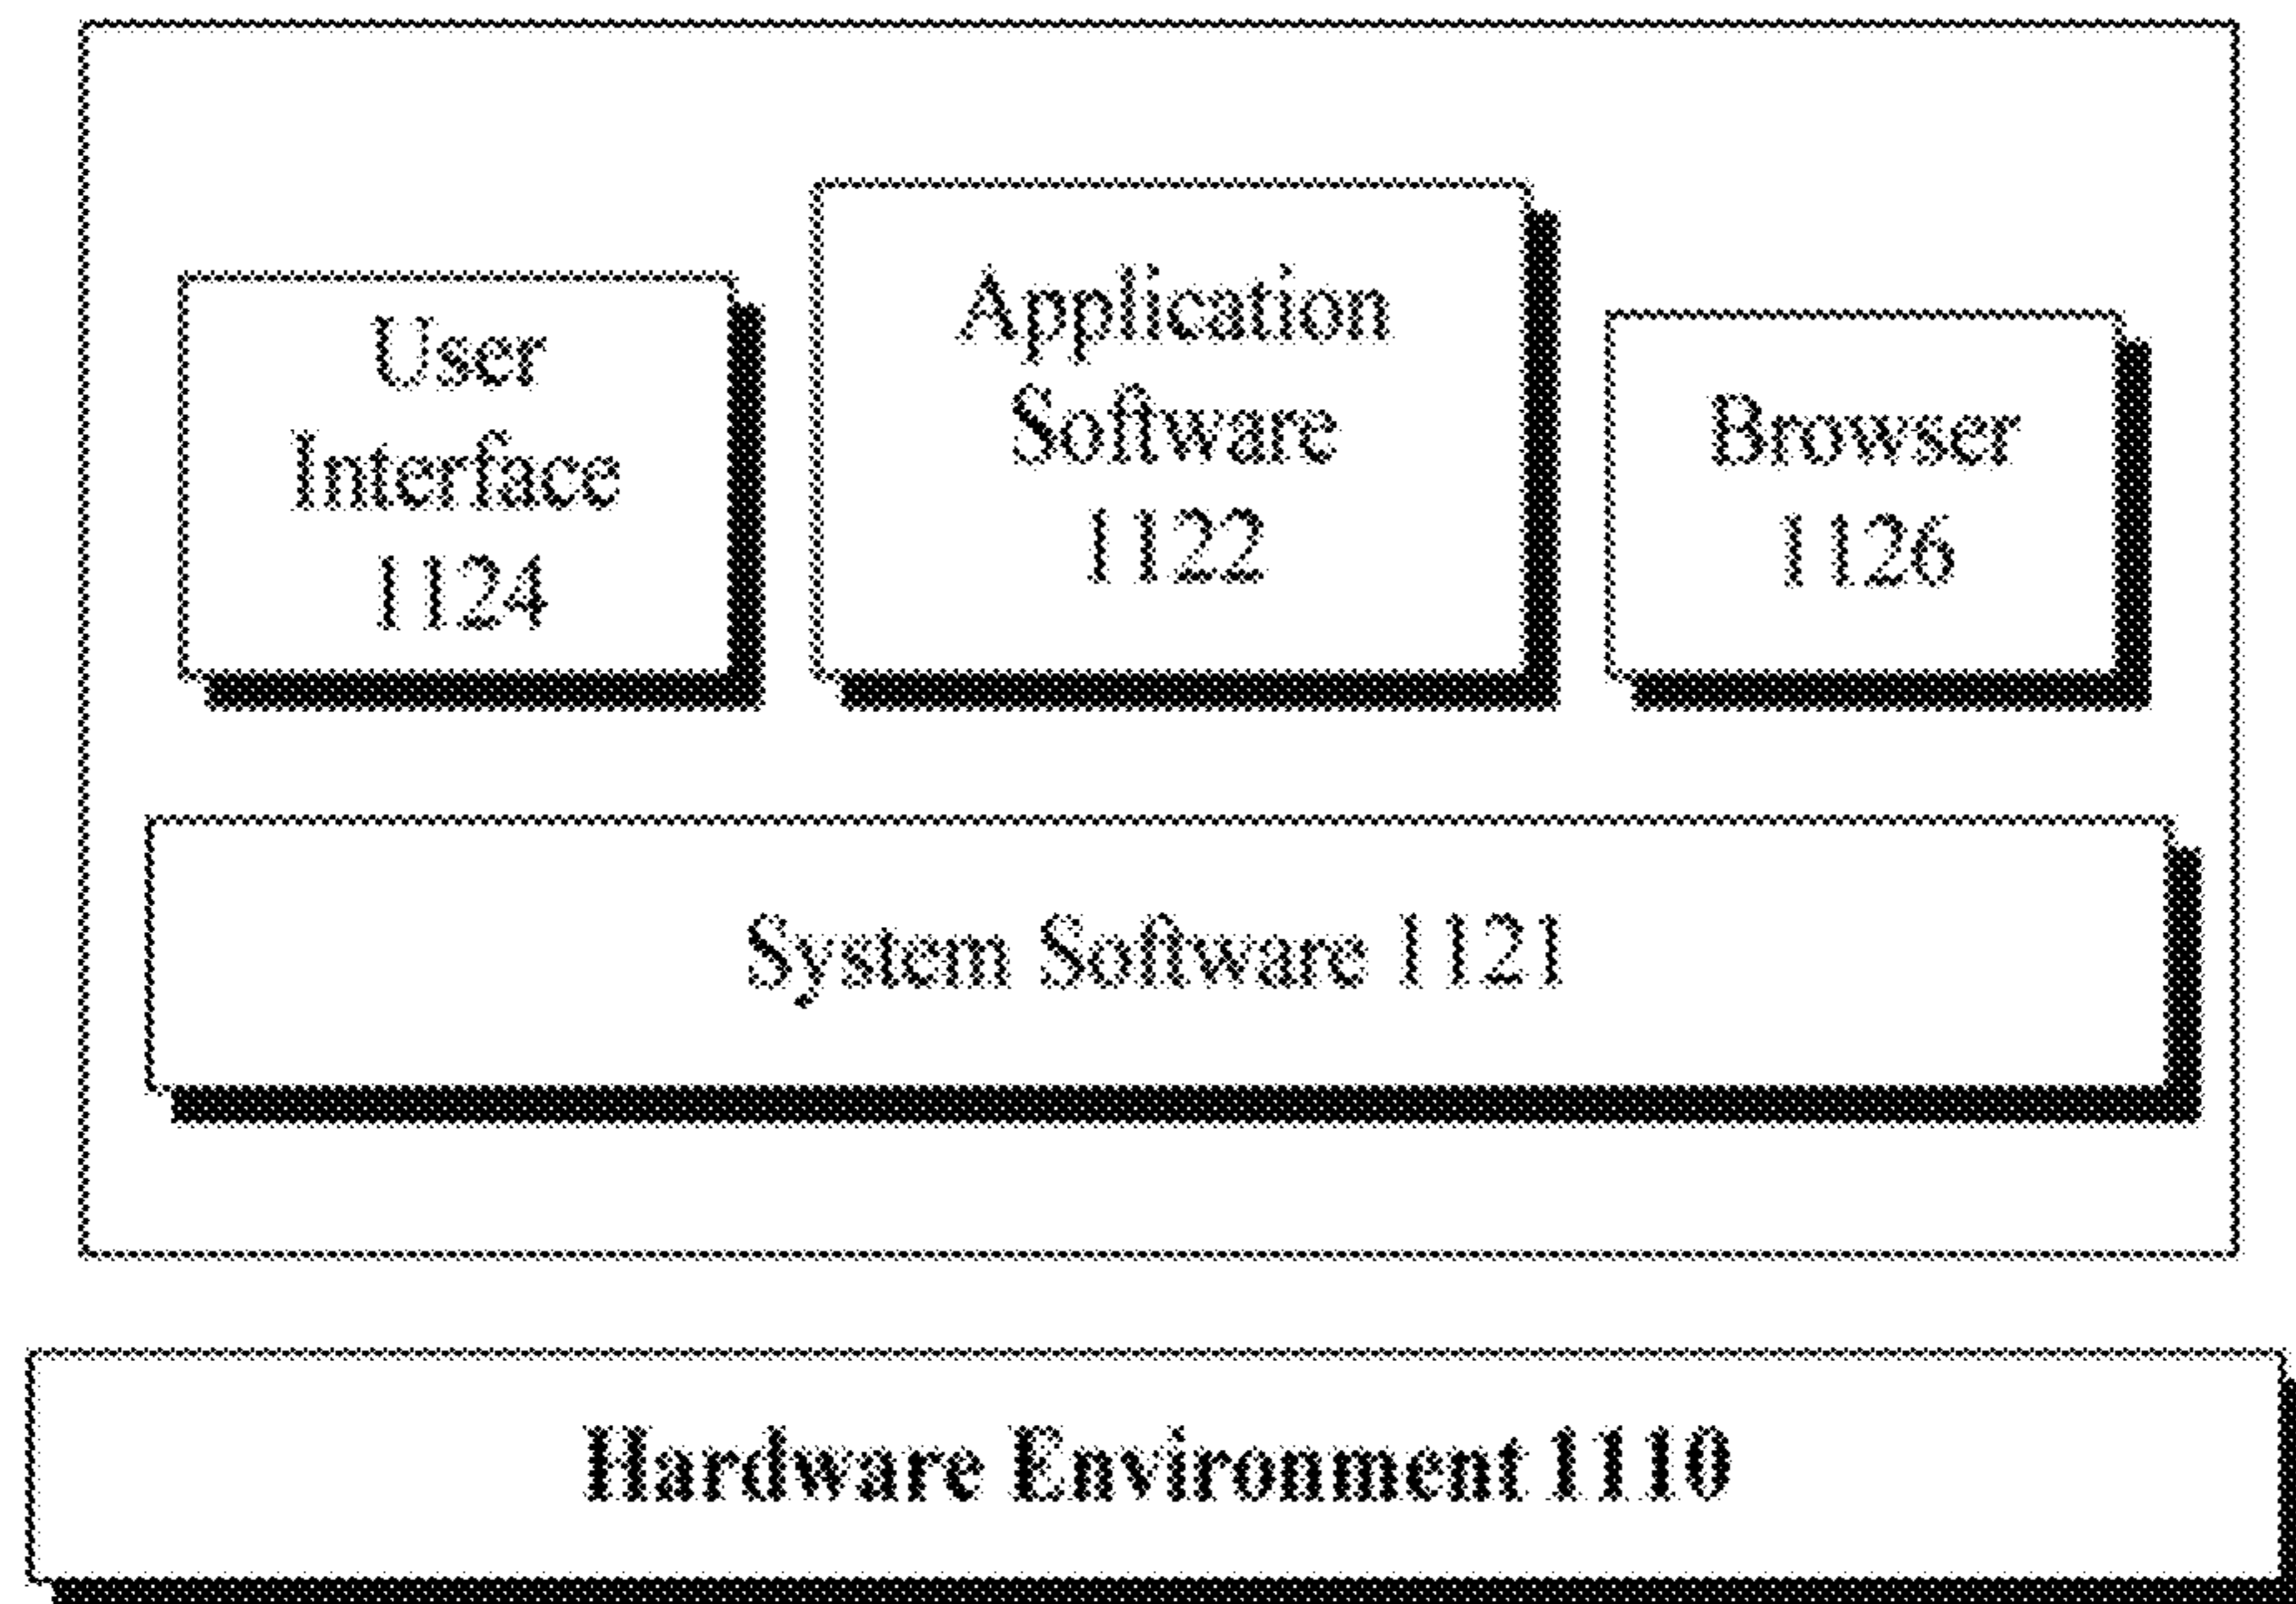 User
Interface
1124
Application
Software
1122
Browser
1126
System Software 1121
Hardware Environment 1110